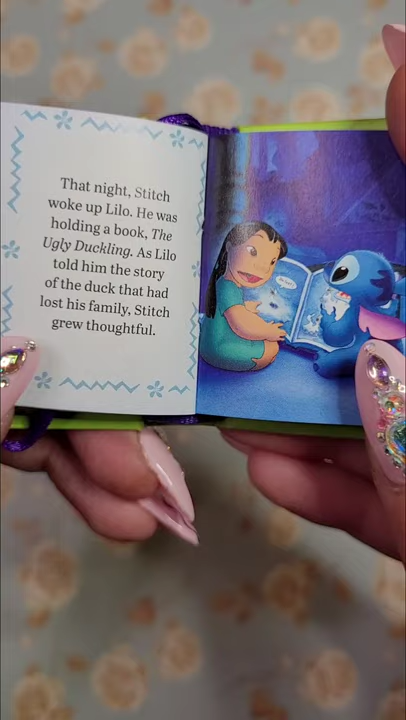 That night, Stitch
woke up Lilo. He was
holding a book, The
Ugly Duckling. As Lilo
told him the story
of the duck that had
lost his family, Stitch
grew thoughtful.